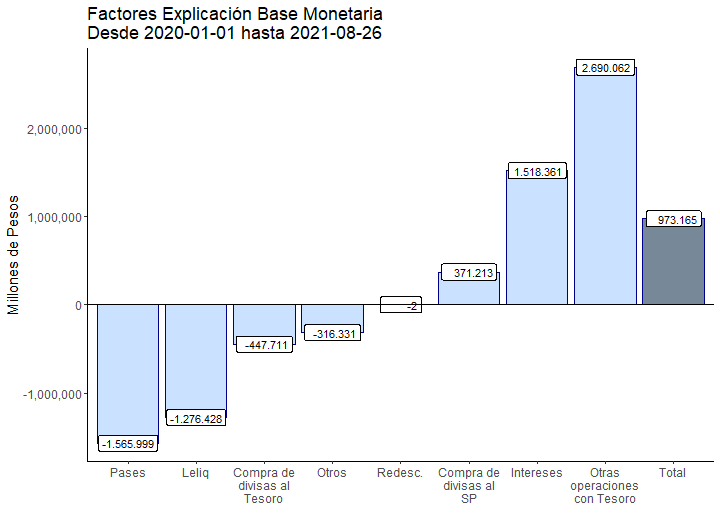 Factores Explicación Base Monetaria
Desde 2020-01-01 hasta 2021-08-26
Millones de Pesos
2,000,000
1,000,000
0
-1,000,000
-1.565.999
-1.276.428
-447.711
-316.331
-2
371.213
1.518.361
2.690.062
973.165
Pases
Leliq
Compra de
divisas al
Tesoro
Otros
Redesc.
Compra de
divisas al
SP
Intereses
Otras
operaciones
con Tesoro
Total